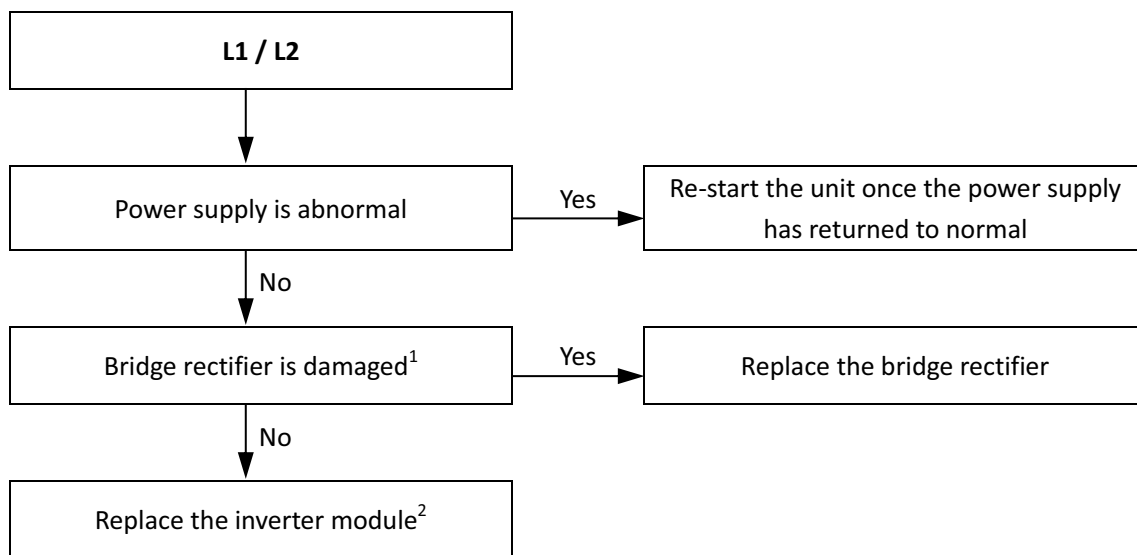 L1 / L2
Power supply is abnormal
Yes
Re-start the unit once the power supply
has returned to normal
No
Bridge rectifier is damaged1
Yes
Replace the bridge rectifier
No
Replace the inverter module2